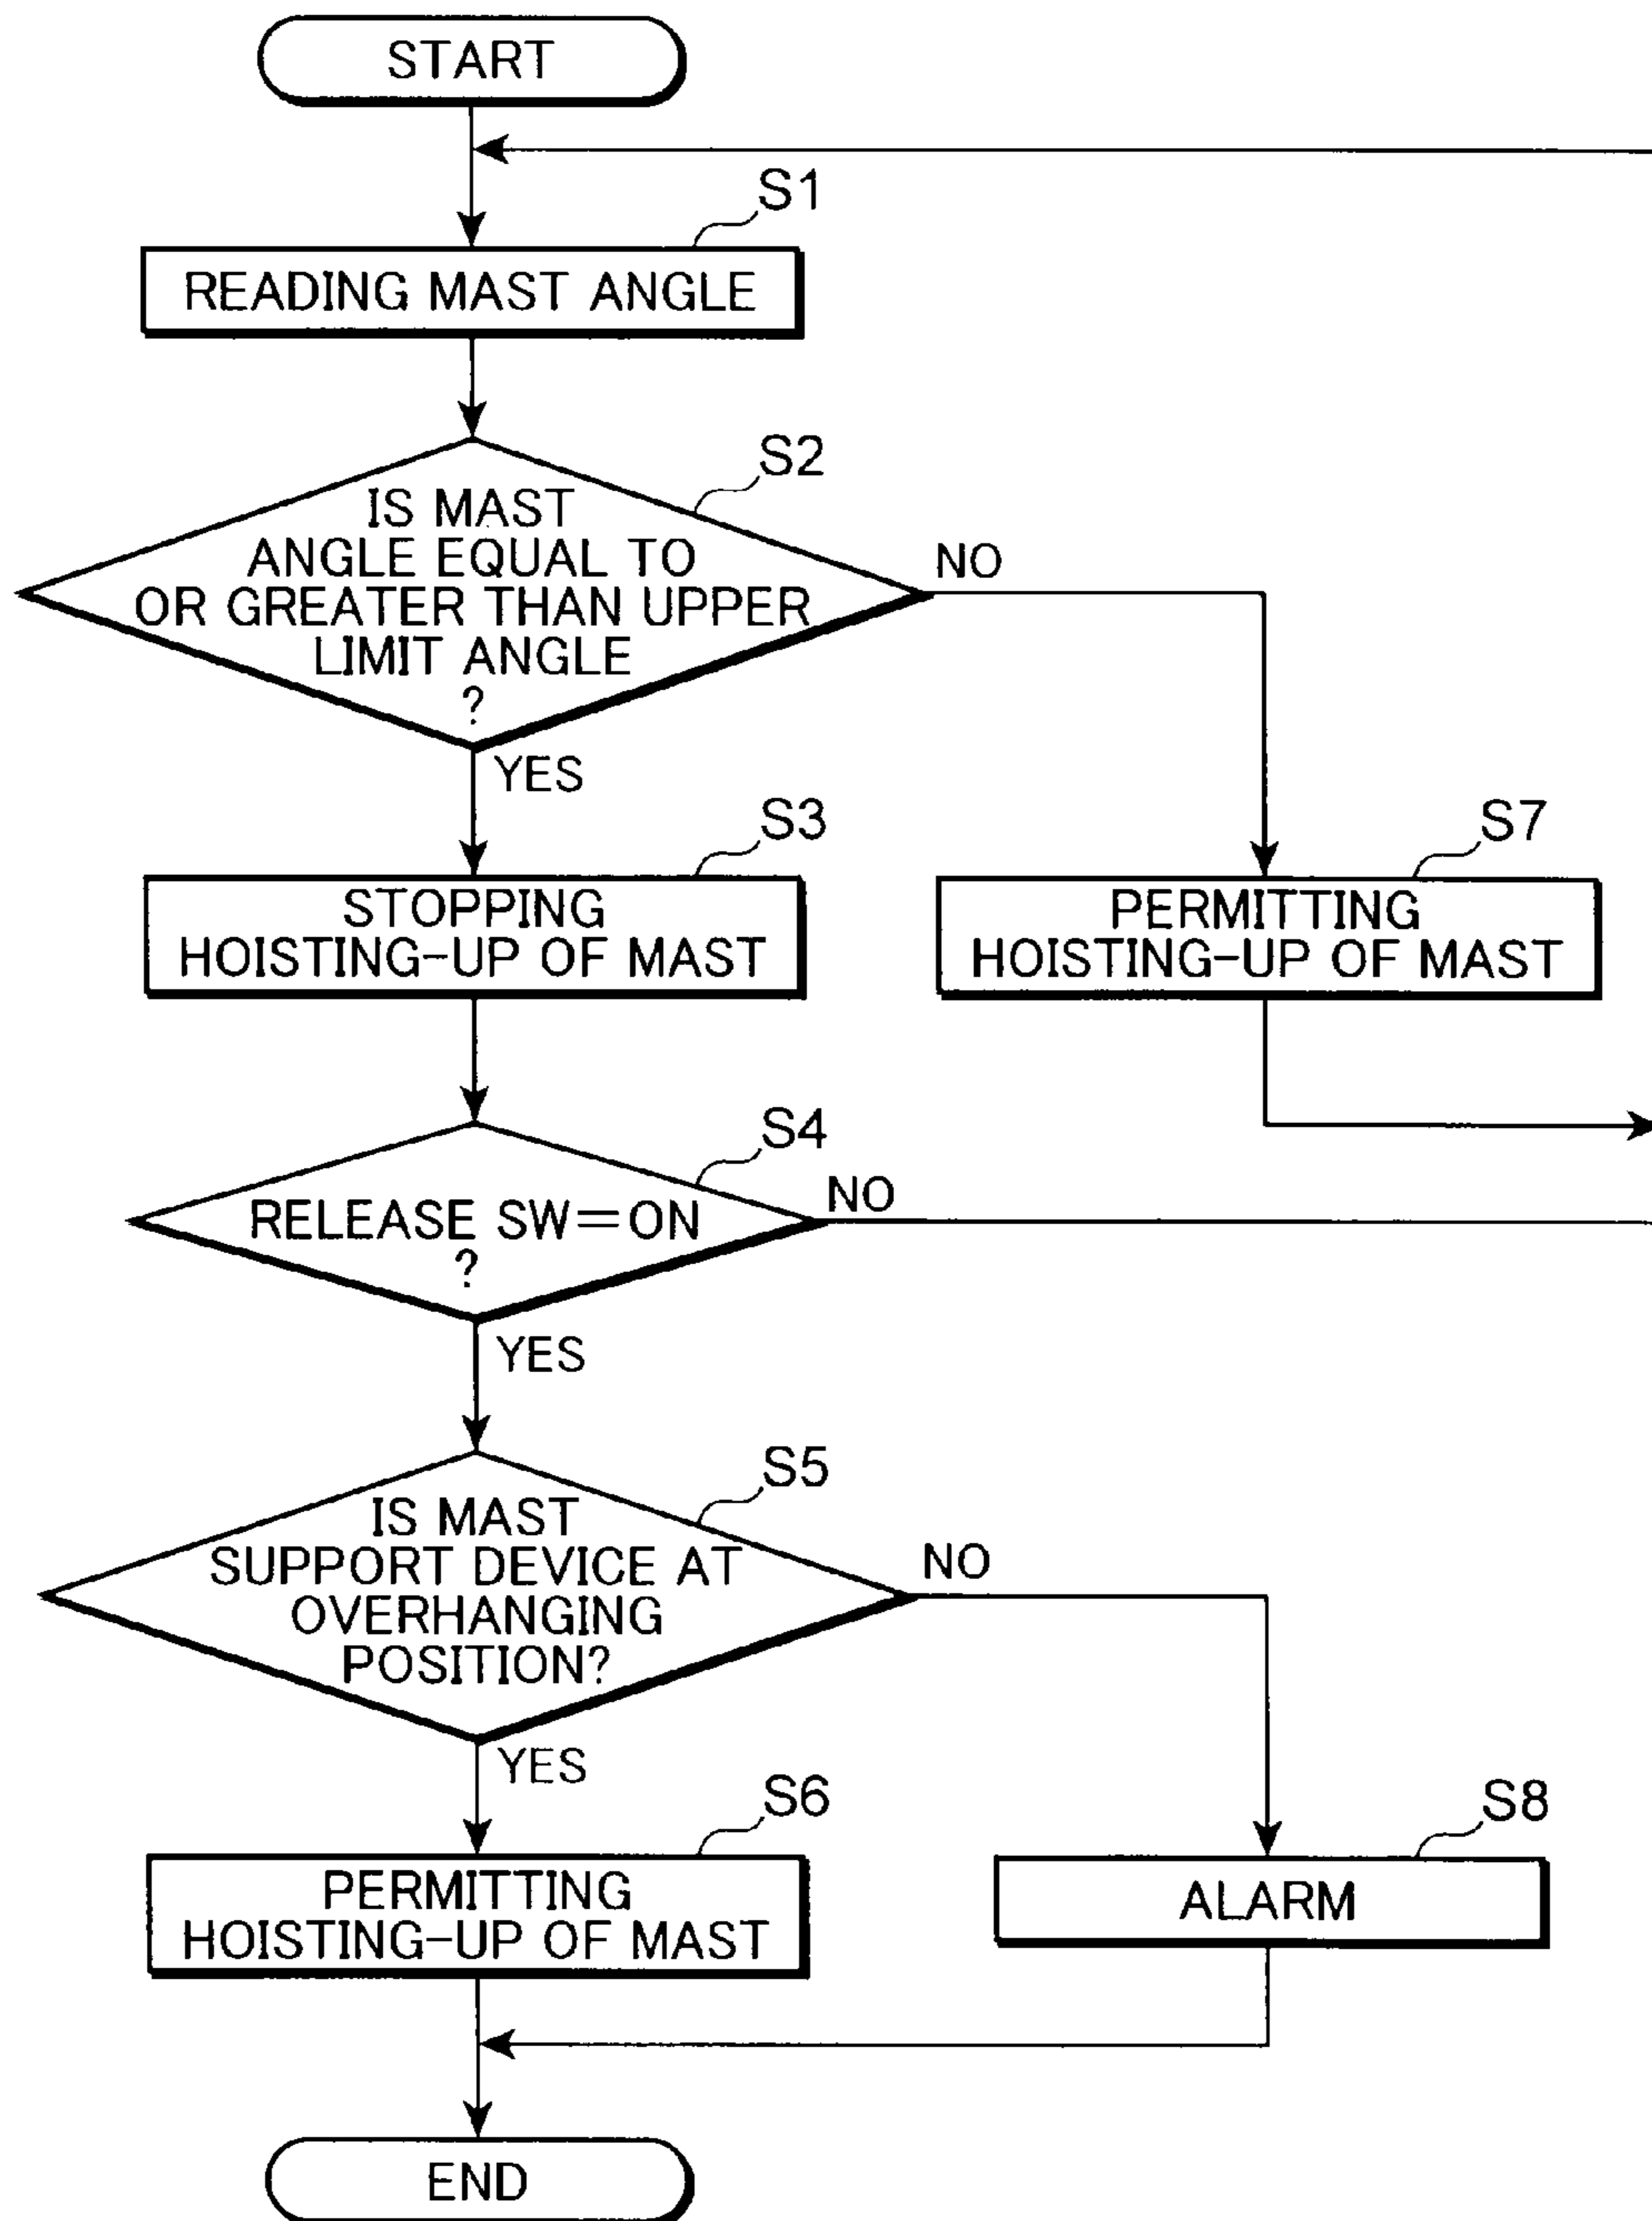 START
S1
READING MAST ANGLE
S2
IS MAST
ANGLE EQUAL TO
OR GREATER THAN UPPER
LIMIT ANGLE
?
NO
YES
S3
STOPPING
HOISTING-UP OF MAST
S7
PERMITTING
HOISTING-UP OF MAST
S4
RELEASE SW=ON
?
NO
YES
S5
IS MAST
SUPPORT DEVICE AT
OVERHANGING
POSITION?
NO
YES
S6
PERMITTING
HOISTING-UP OF MAST
S8
ALARM
END